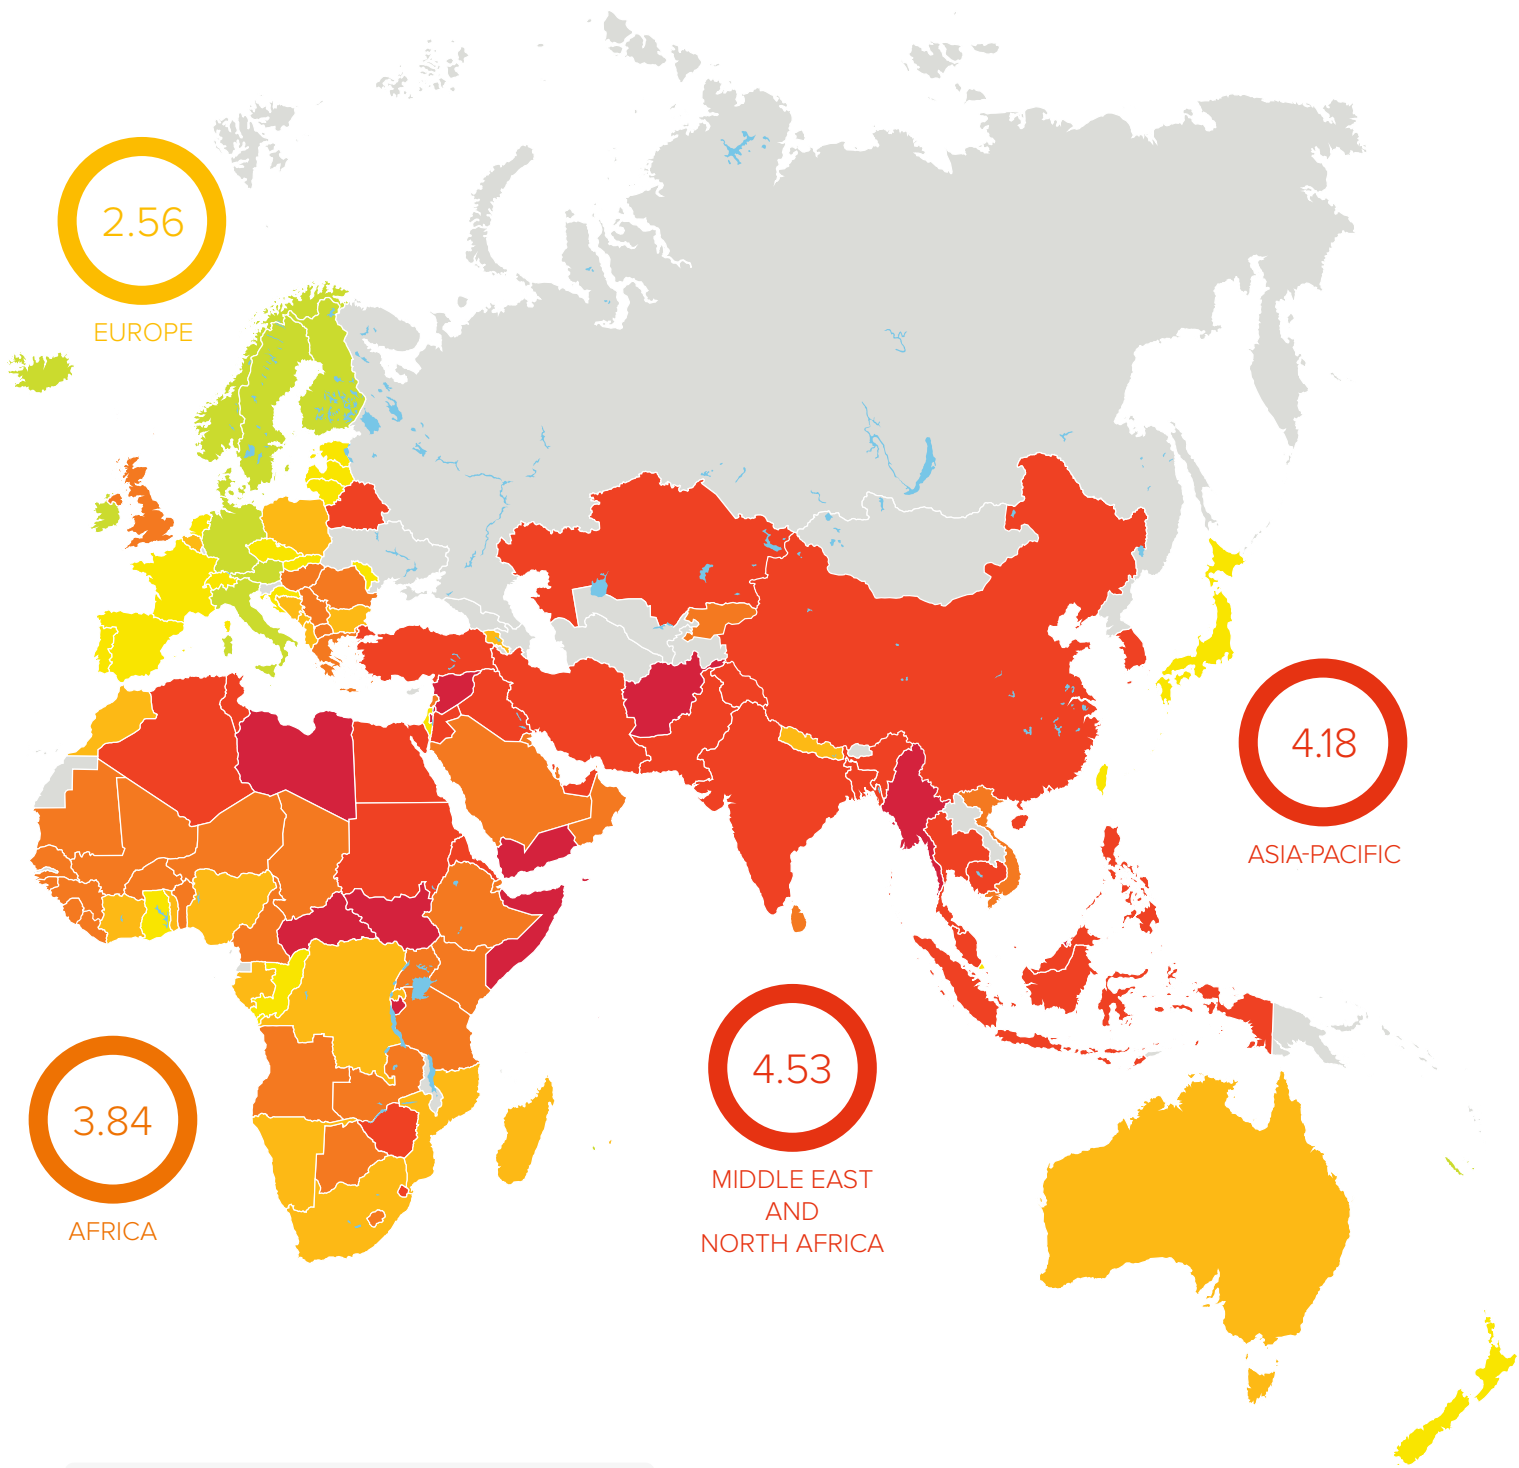 2.56
EUROPE
4.18
ASIA-PACIFIC
4.53
MIDDLE EAST
AND
NORTH AFRICA
3.84
AFRICA